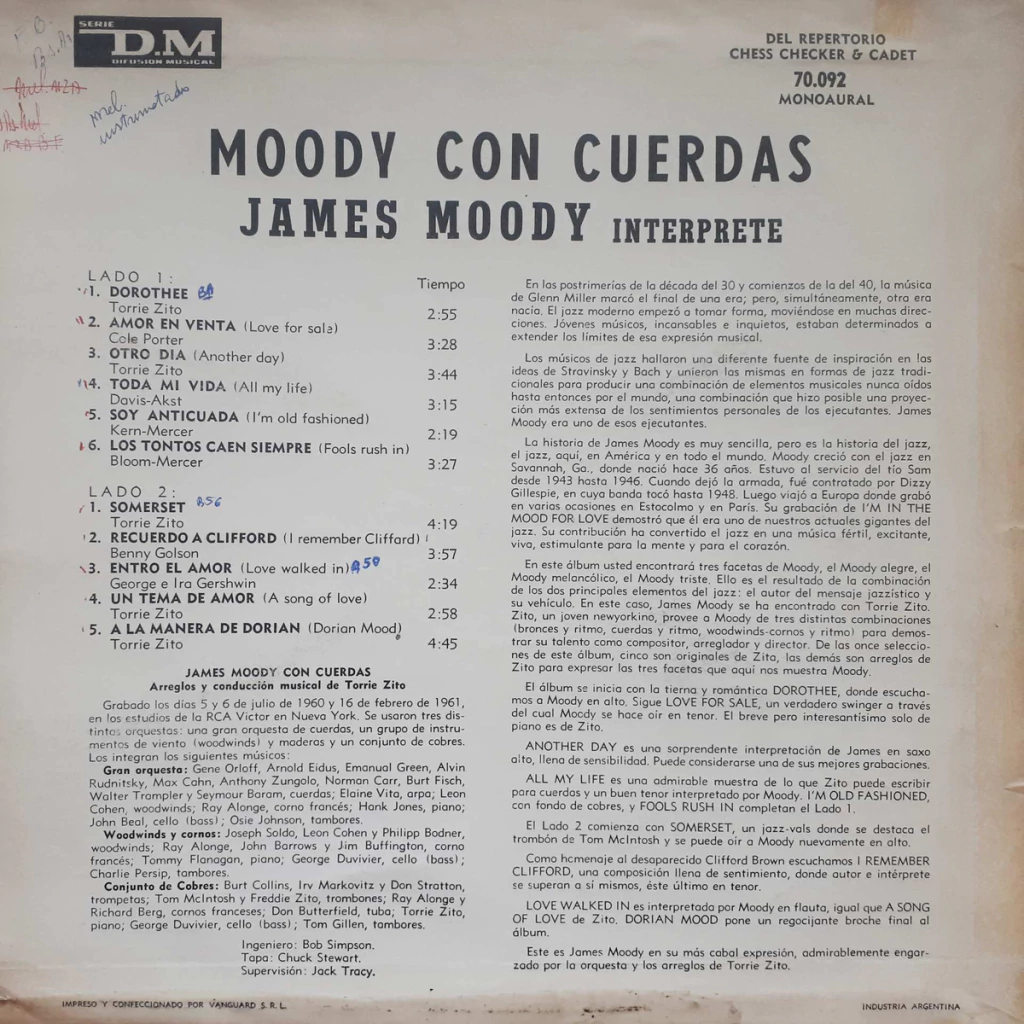 SERIE
D.M
DIFUSION MUSICAL
mel.
instrumentado
DEL REPERTORIO
CHESS CHECKER & CADET
70.092
MONOAURAL
MOODY CON CUERDAS
JAMES MOODY INTERPRETE
LADO 1:
Tiempo
1. DOROTHEE
Torrie Zito 2:55
2. AMOR EN VENTA (Love for sale)
Cole Porter 3:28
3. OTRO DIA (Another day)
Torrie Zito 3:44
4. TODA MI VIDA (All my life)
Davis-Akst 3:15
5. SOY ANTICUADA (I'm old fashioned)
Kern-Mercer 2:19
6. LOS TONTOS CAEN SIEMPRE (Fools rush in)
Bloom-Mercer 3:27
LADO 2:
1. SOMERSET B56
Torrie Zito 4:19
2. RECUERDO A CLIFFORD (I remember Cliffard)
Benny Golson 3:57
3. ENTRO EL AMOR (Love walked in)
George e Ira Gershwin 2:34
4. UN TEMA DE AMOR (A song of love)
Torrie Zito 2:58
5. A LA MANERA DE DORIAN (Dorian Mood)
Torrie Zito 4:45
JAMES MOODY CON CUERDAS
Arreglos y conducción musical de Torrie Zito
Grabado los días 5 y 6 de julio de 1960 y 16 de febrero de 1961,
en los estudios de la RCA Victor en Nueva York. Se usaron tres dis-
tintas orquestas: una gran orquesta de cuerdas, un grupo de instru-
mentos de viento (woodwinds) y maderas y un conjunto de cobres.
Los integran los siguientes músicos:
Gran orquesta: Gene Orloff, Arnold Eidus, Emanual Green, Alvin
Rudnitsky, Max Cahn, Anthony Zungolo, Norman Carr, Burt Fisch,
Walter Trampler y Seymour Baram, cuerdas; Elaine Vita, arpa; Leon
Cohen, woodwinds; Ray Alonge, corno francés; Hank Jones, piano;
John Beal, cello (bass); Osie Johnson, tambores.
Woodwinds y cornos: Joseph Soldo, Leon Cohen y Philipp Bodner,
woodwinds; Ray Alonge, John Barrows y Jim Buffington, corno
francés; Tommy Flanagan, piano; George Duvivier, cello (bass);
Charlie Persip, tambores.
Conjunto de Cobres: Burt Collins, Irv Markovitz y Don Stratton,
trompetas; Tom McIntosh y Freddie Zito, trombones; Ray Alonge y
Richard Berg, cornos franceses; Don Butterfield, tuba; Torrie Zito,
piano; George Duvivier, cello (bass); Tom Gillen, tambores.
Ingeniero: Bob Simpson.
Tapa: Chuck Stewart.
Supervisión: Jack Tracy.
En las postrimerías de la década del 30 y comienzos de la del 40, la música
de Glenn Miller marcó el final de una era; pero, simultáneamente, otra era
nacía. El jazz moderno empezó a tomar forma, moviéndose en muchas direc-
ciones. Jóvenes músicos, incansables e inquietos, estaban determinados a
extender los límites de esa expresión musical.
Los músicos de jazz hallaron una diferente fuente de inspiración en las
ideas de Stravinsky y Bach y unieron las mismas en formas de jazz tradi-
cionales para producir una combinación de elementos musicales nunca oídos
hasta entonces por el mundo, una combinación que hizo posible una proyec-
ción más extensa de los sentimientos personales de los ejecutantes. James
Moody era uno de esos ejecutantes.
La historia de James Moody es muy sencilla, pero es la historia del jazz,
el jazz, aquí, en América y en todo el mundo. Moody creció con el jazz en
Savannah, Ga., donde nació hace 36 años. Estuvo al servicio del tío Sam
desde 1943 hasta 1946. Cuando dejó la armada, fué contratado por Dizzy
Gillespie, en cuya banda tocó hasta 1948. Luego viajó a Europa donde grabó
en varias ocasiones en Estocolmo y en París. Su grabación de I'M IN THE
MOOD FOR LOVE demostró que él era uno de nuestros actuales gigantes del
jazz. Su contribución ha convertido el jazz en una música fértil, excitante,
viva, estimulante para la mente y para el corazón.
En este álbum usted encontrará tres facetas de Moody, el Moody alegre, el
Moody melancólico, el Moody triste. Ello es el resultado de la combinación
de los dos principales elementos del jazz: el autor del mensaje jazzístico y
su vehículo. En este caso, James Moody se ha encontrado con Torrie Zito.
Zito, un joven newyorkino, provee a Moody de tres distintas combinaciones
(bronces y ritmo, cuerdas y ritmo, woodwinds-cornos y ritmo) para demos-
trar su talento como compositor, arreglador y director. De las once seleccio-
nes de este álbum, cinco son originales de Zita, las demás son arreglos de
Zito para expresar las tres facetas que aquí nos muestra Moody.
El álbum se inicia con la tierna y romántica DOROTHEE, donde escucha-
mos a Moody en alto. Sigue LOVE FOR SALE, un verdadero swinger a través
del cual Moody se hace oír en tenor. El breve pero interesantísimo solo de
piano es de Zito.
ANOTHER DAY es una sorprendente interpretación de James en saxo
alto, llena de sensibilidad. Puede considerarse una de sus mejores grabaciones.
ALL MY LIFE es una admirable muestra de lo que Zito puede escribir
para cuerdas y un buen tenor interpretado por Moody. I'M OLD FASHIONED,
con fondo de cobres, y FOOLS RUSH IN completan el Lado 1.
El Lado 2 comienza con SOMERSET, un jazz-vals donde se destaca el
trombón de Tom McIntosh y se puede oír a Moody nuevamente en alto.
Como homenaje al desaparecido Clifford Brown escuchamos I REMEMBER
CLIFFORD, una composición llena de sentimiento, donde autor e intérprete
se superan a sí mismos, éste último en tenor.
LOVE WALKED IN es interpretada por Moody en flauta, igual que A SONG
OF LOVE de Zito. DORIAN MOOD pone un regocijante broche final al
álbum.
Este es James Moody en su más cabal expresión, admirablemente engar-
zado por la orquesta y los arreglos de Torrie Zito.
IMPRESO Y CONFECCIONADO POR VANGUARD S.R.L.
INDUSTRIA ARGENTINA